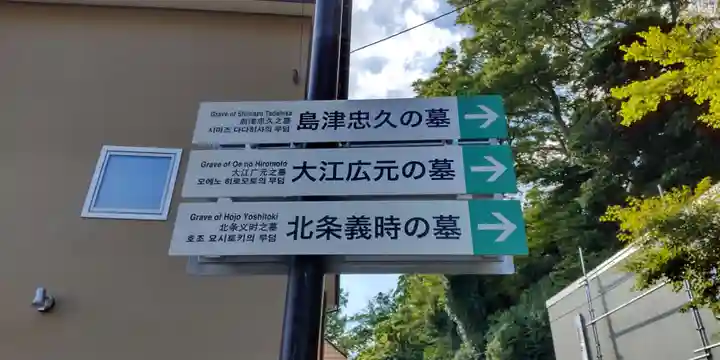 Grave of Shimazu Tadahisa
島津忠久之墓
시마즈 다다히사의 무덤
島津忠久の墓
Grave of Oe no Hiromoto
大江广元之墓
오에노 히로모토의 무덤
大江広元の墓
Grave of Hojo Yoshitoki
北条义时之墓
호조 요시토키의 무덤
北条義時の墓